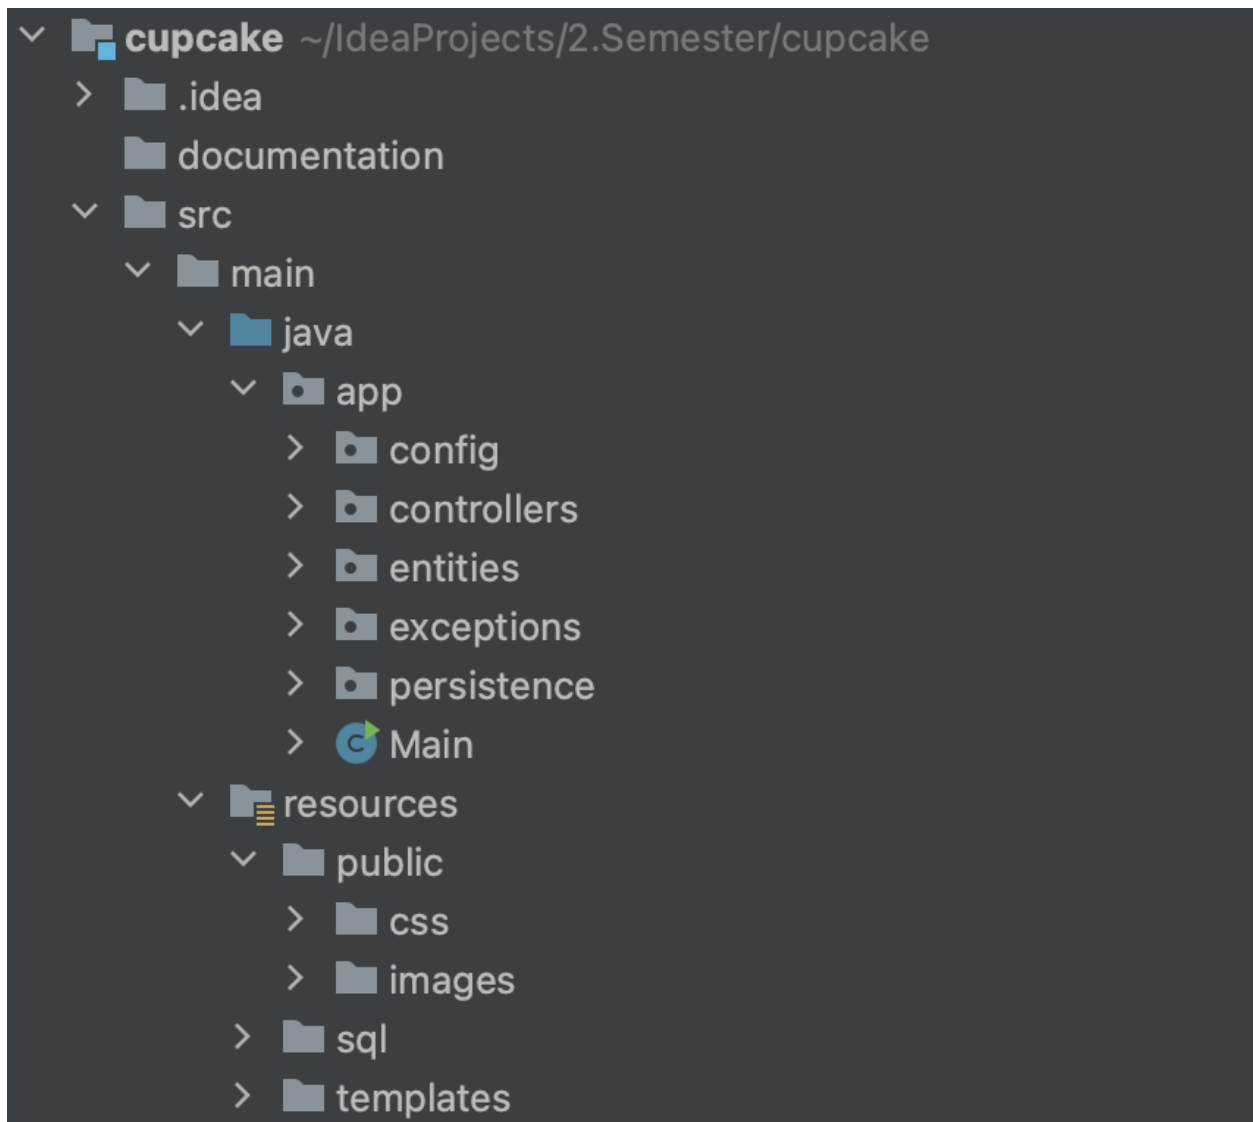 cupcake ~/IdeaProjects/2.Semester/cupcake
.idea
documentation
src
main
java
app
config
controllers
entities
exceptions
persistence
C Main
resources
public
css
images
sql
templates